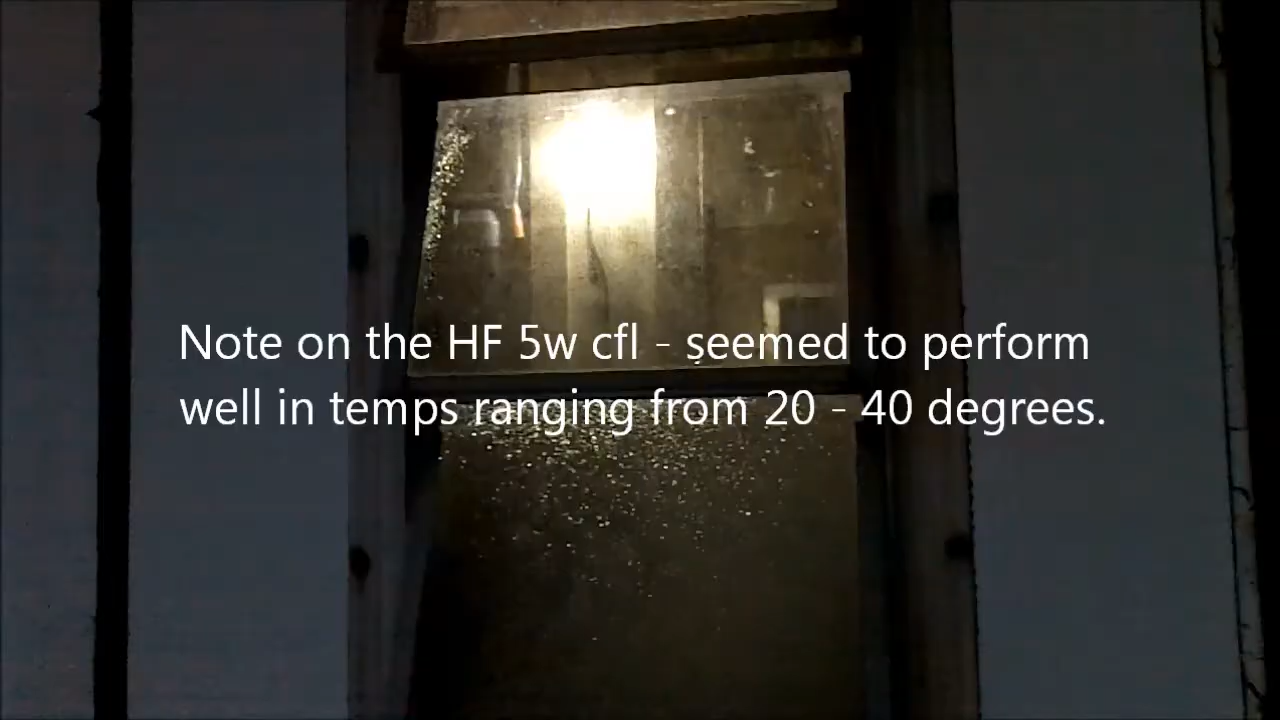 Note on the HF 5w cfl - seemed to perform
well in temps ranging from 20 - 40 degrees.